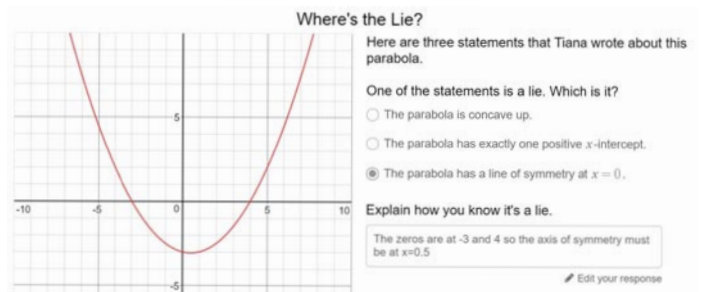 Where's the Lie?
Here are three statements that Tiana wrote about this
parabola.
One of the statements is a lie. Which is it?
The parabola is concave up.
The parabola has exactly one positive x-intercept.
The parabola has a line of symmetry at x = 0.
Explain how you know it's a lie.
The zeros are at -3 and 4 so the axis of symmetry must
be at x=0.5
Edit your response
5
-10 -5 0 5 10
-5